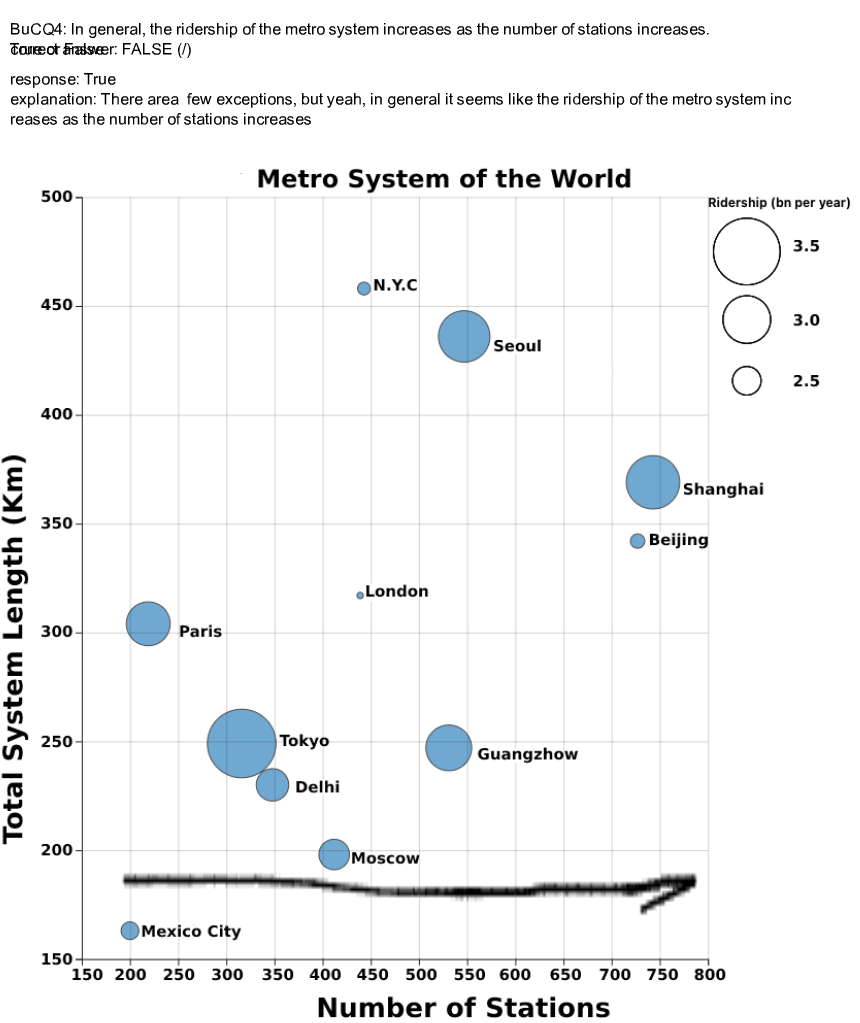 BuCQ4: In general, the ridership of the metro system increases as the number of stations increases.
True or False
correct answer: FALSE (/)
response: True
explanation: There area  few exceptions, but yeah, in general it seems like the ridership of the metro system inc
reases as the number of stations increases
Metro System of the World
Ridership (bn per year)
3.5
3.0
2.5
500
450
400
350
300
250
200
150
Total System Length (Km)
N.Y.C
Seoul
Shanghai
Beijing
London
Paris
Tokyo
Guangzhow
Delhi
Moscow
Mexico City
150 200 250 300 350 400 450 500 550 600 650 700 750 800
Number of Stations